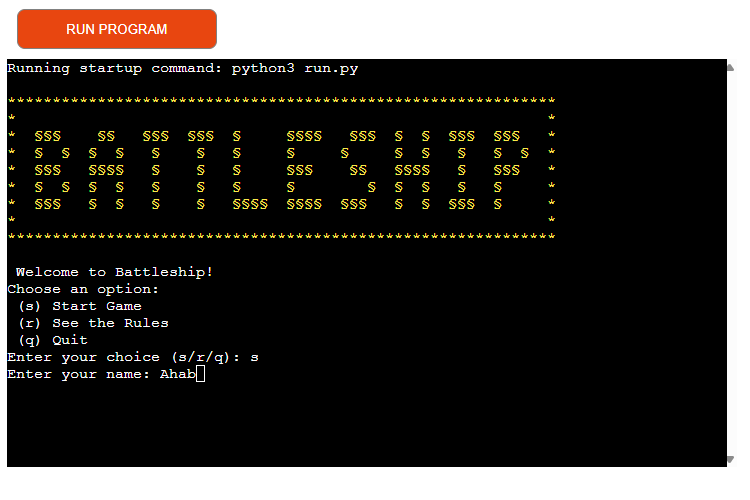 RUN PROGRAM
Running startup command: python3 run.py
*************************************************************
*                                                           *
*  §§§    §§   §§§  §§§  §     §§§§   §§§  §  §  §§§  §§§   *
*  §  §  §  §   §    §   §     §     §     §  §   §   §  §  *
*  §§§   §§§§   §    §   §     §§§    §§   §§§§   §   §§§   *
*  §  §  §  §   §    §   §     §        §  §  §   §   §     *
*  §§§   §  §   §    §   §§§§  §§§§  §§§   §  §  §§§  §     *
*                                                           *
*************************************************************
Welcome to Battleship!
Choose an option:
(s) Start Game
(r) See the Rules
(q) Quit
Enter your choice (s/r/q): s
Enter your name: Ahab